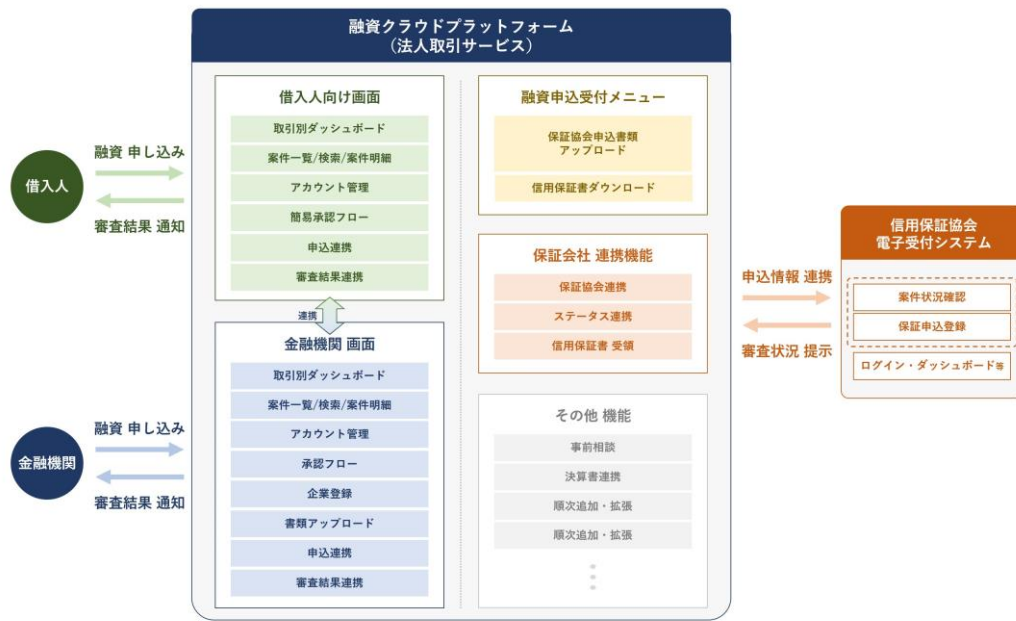 融資クラウドプラットフォーム
（法人取引サービス）
借入人
融資 申し込み
審査結果 通知
借入人向け画面
取引別ダッシュボード
案件一覧/検索/案件明細
アカウント管理
簡易承認フロー
申込連携
審査結果連携
連携
金融機関
融資 申し込み
審査結果 通知
金融機関 画面
取引別ダッシュボード
案件一覧/検索/案件明細
アカウント管理
承認フロー
企業登録
書類アップロード
申込連携
審査結果連携
融資申込受付メニュー
保証協会申込書類
アップロード
信用保証書ダウンロード
保証会社 連携機能
保証協会連携
ステータス連携
信用保証書 受領
その他 機能
事前相談
決算書連携
順次追加・拡張
順次追加・拡張
申込情報 連携
審査状況 提示
信用保証協会
電子受付システム
案件状況確認
保証申込登録
ログイン・ダッシュボード等